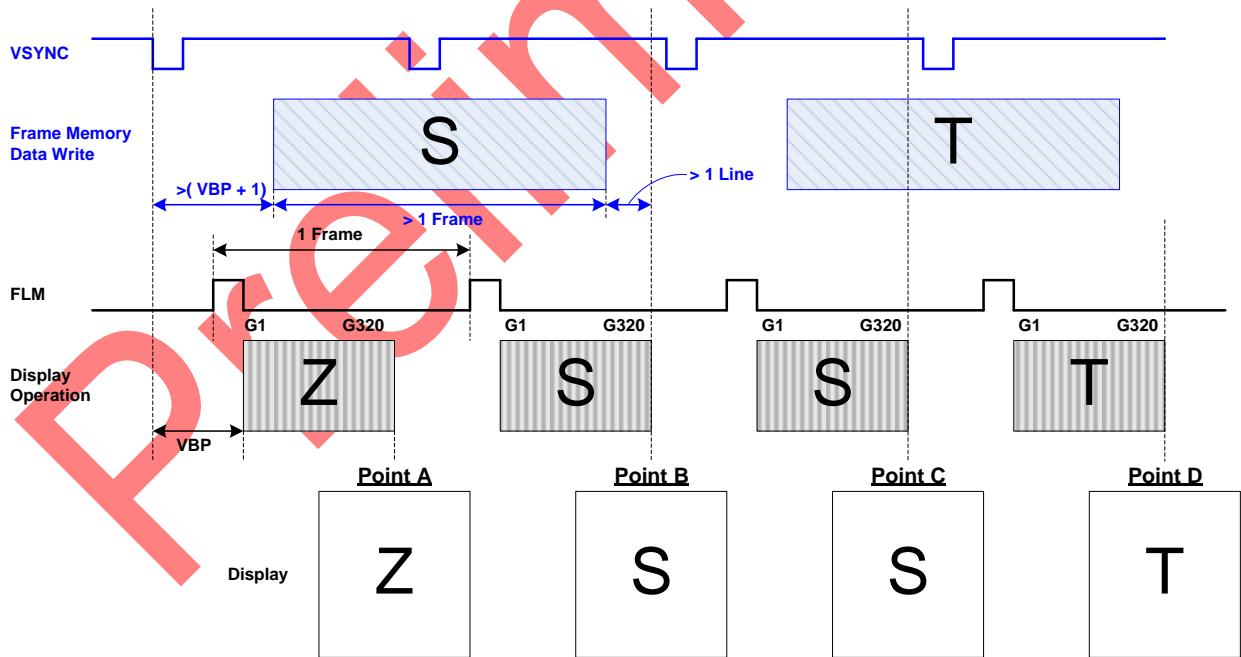 VSYNC
Frame Memory
Data Write
S
T
>( VBP + 1)
> 1 Line
> 1 Frame
1 Frame
FLM
G1 G320 G1 G320 G1 G320 G1 G320
Display
Operation
Z S S T
VBP
Point A Point B Point C Point D
Display
Z S S T
Prelim